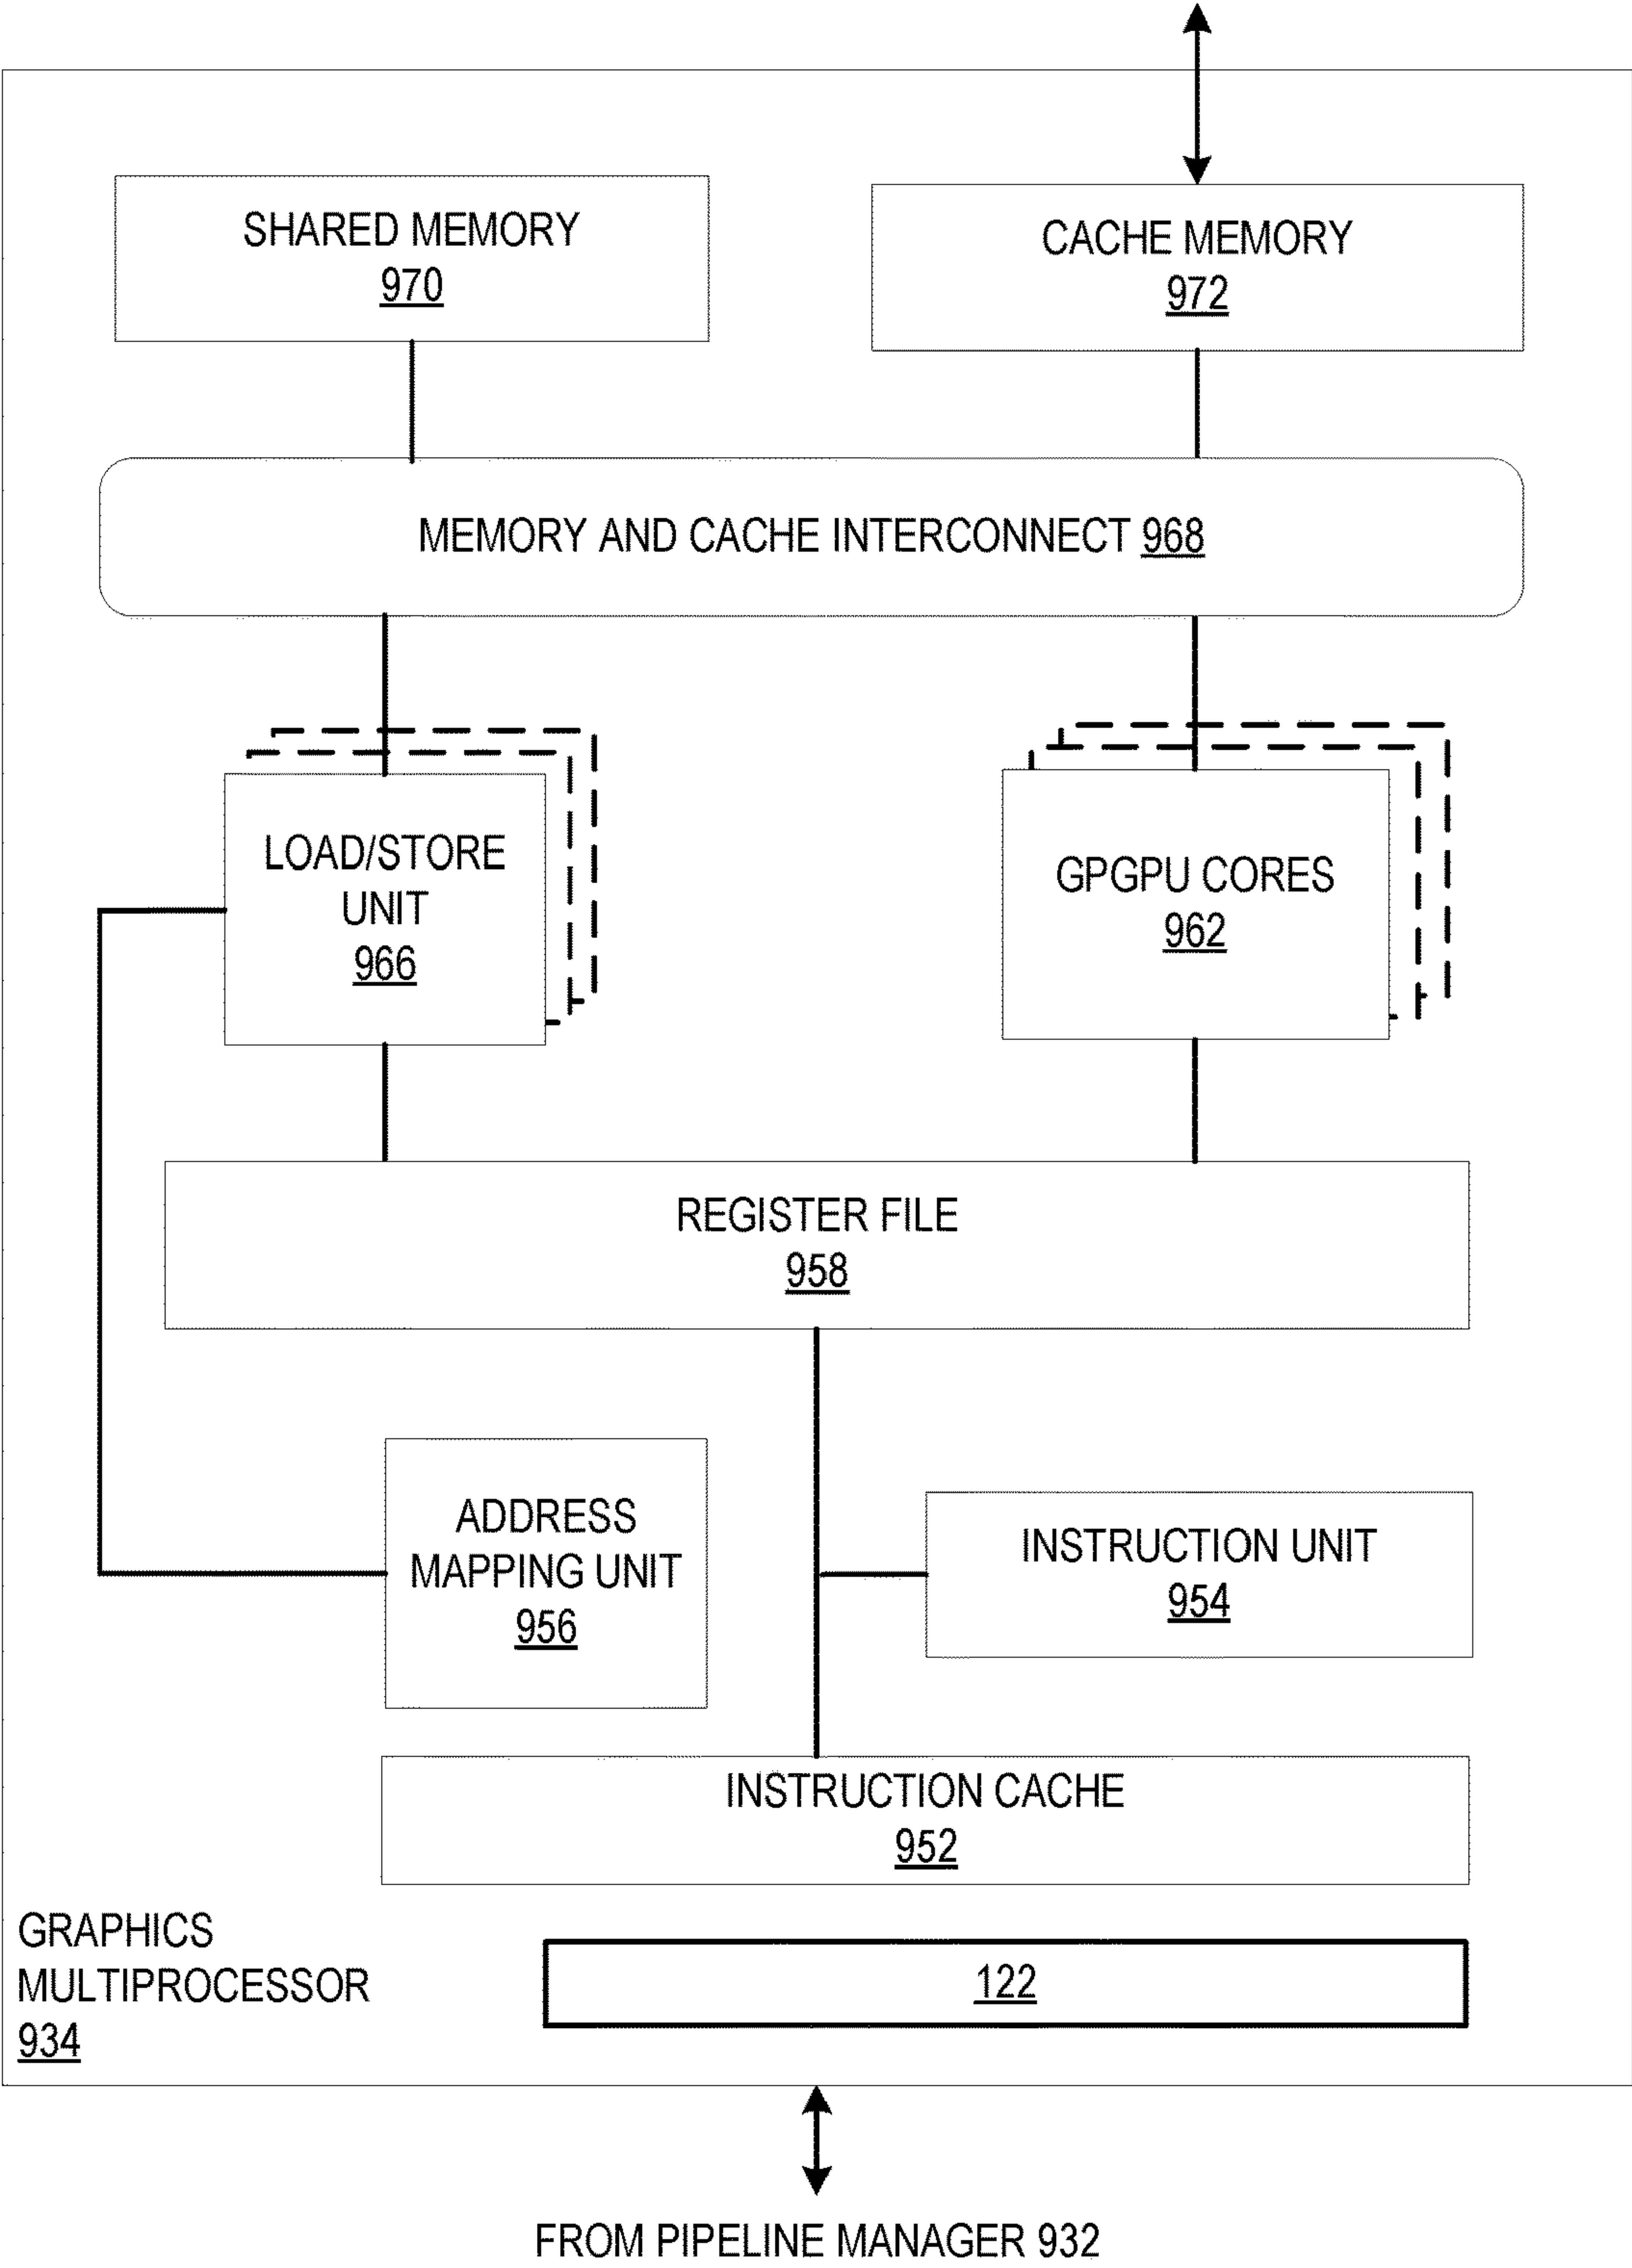 SHARED MEMORY
970
CACHE MEMORY
972
MEMORY AND CACHE INTERCONNECT 968
LOAD/STORE
UNIT
966
GPGPU CORES
962
REGISTER FILE
958
ADDRESS
MAPPING UNIT
956
INSTRUCTION UNIT
954
INSTRUCTION CACHE
952
GRAPHICS
MULTIPROCESSOR
934
122
FROM PIPELINE MANAGER 932